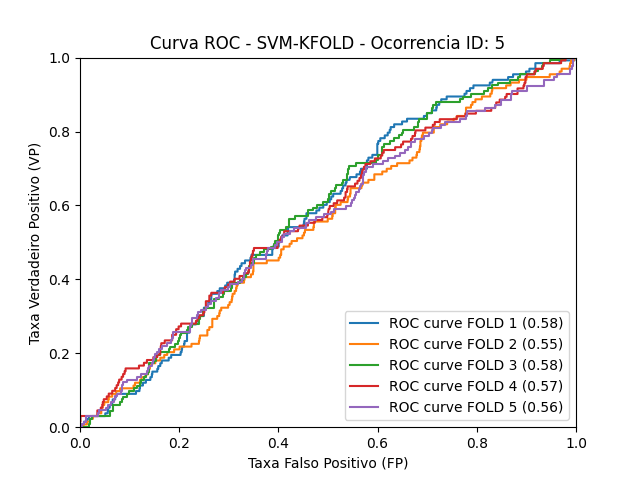 Curva ROC - SVM-KFOLD - Ocorrencia ID: 5
Taxa Verdadeiro Positivo (VP)
1.0
0.8
0.6
0.4
0.2
0.0
ROC curve FOLD 1 (0.58)
ROC curve FOLD 2 (0.55)
ROC curve FOLD 3 (0.58)
ROC curve FOLD 4 (0.57)
ROC curve FOLD 5 (0.56)
0.0 0.2 0.4 0.6 0.8 1.0
Taxa Falso Positivo (FP)